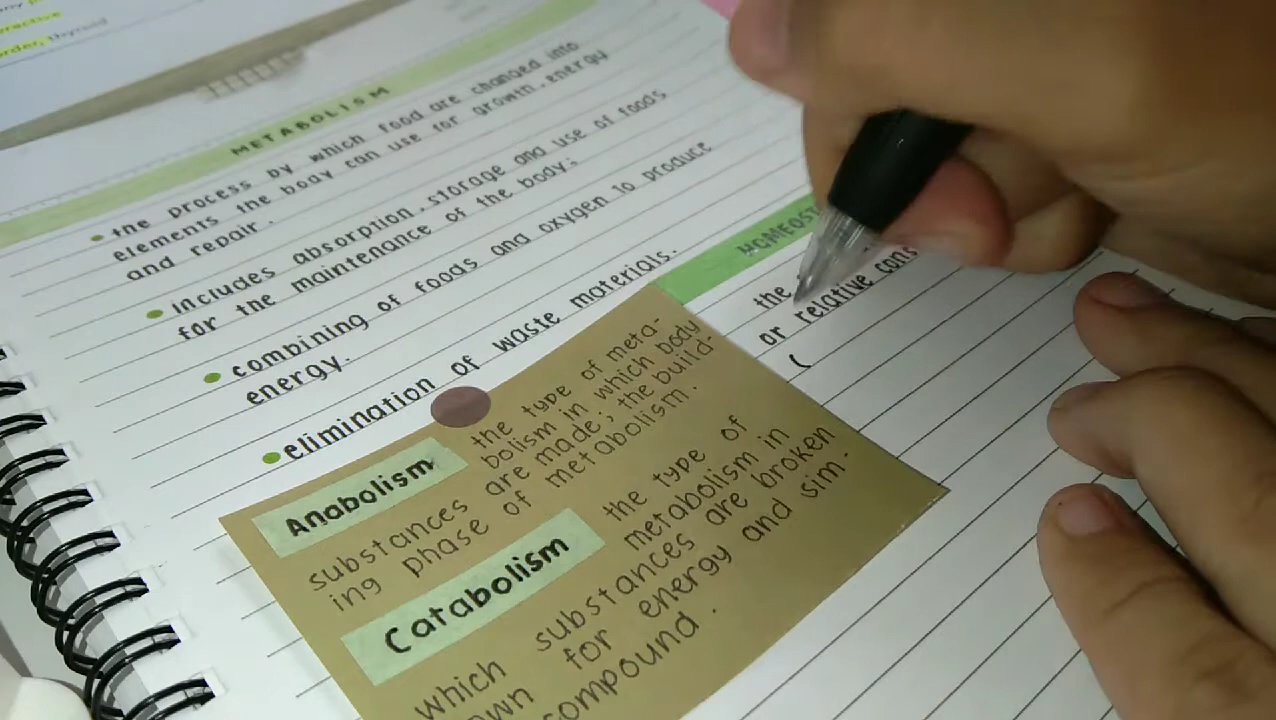 order, thyroid
METABOLISM
the process by which food are changed into
elements the body can use for growth, energy
and repair.
includes absorption, storage and use of foods
for the maintenance of the body;
combining of foods and oxygen to produce
energy.
elimination of waste materials.
Anabolism
the type of meta-
bolism in which body
substances are made; the build-
ing phase of metabolism.
Catabolism
the type of
metabolism in
which substances are broken
own for energy and sim.
compound.
HOMEOST
the
or relative cons
(